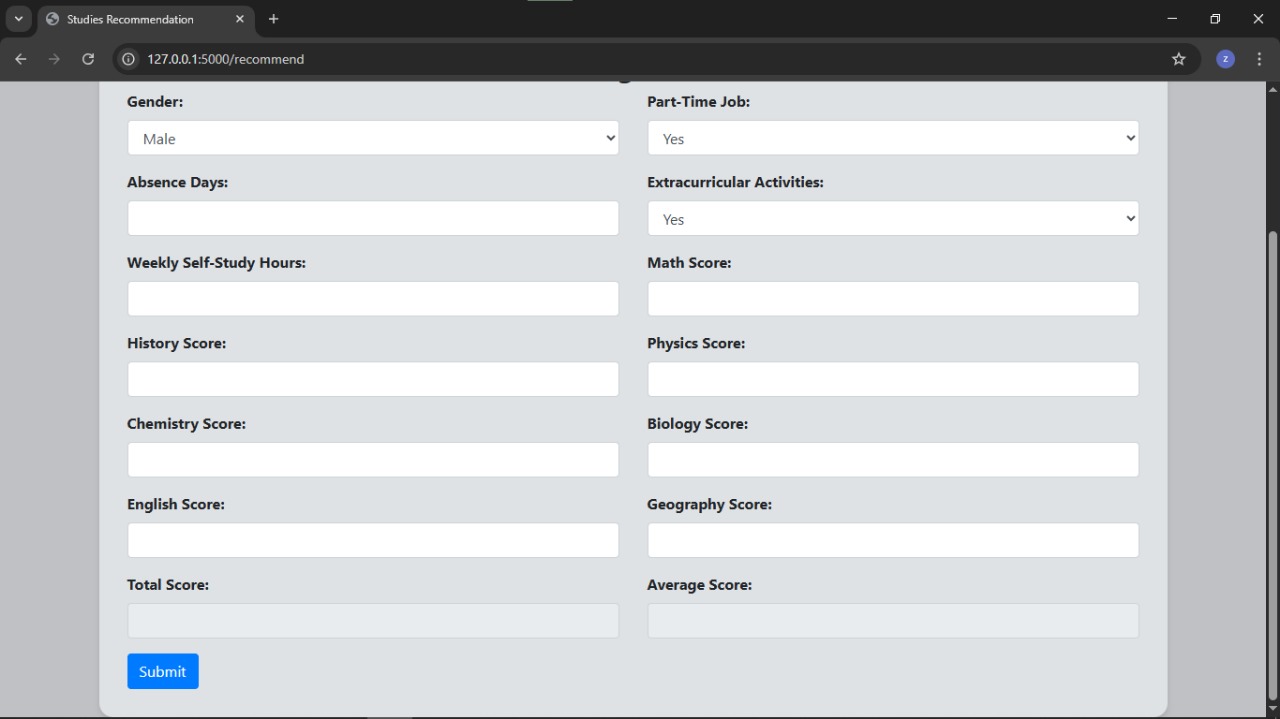 Studies Recommendation
127.0.0.1:5000/recommend
z
Gender: Part-Time Job:
Male Yes
Absence Days: Extracurricular Activities:
Yes
Weekly Self-Study Hours: Math Score:
History Score: Physics Score:
Chemistry Score: Biology Score:
English Score: Geography Score:
Total Score: Average Score:
Submit